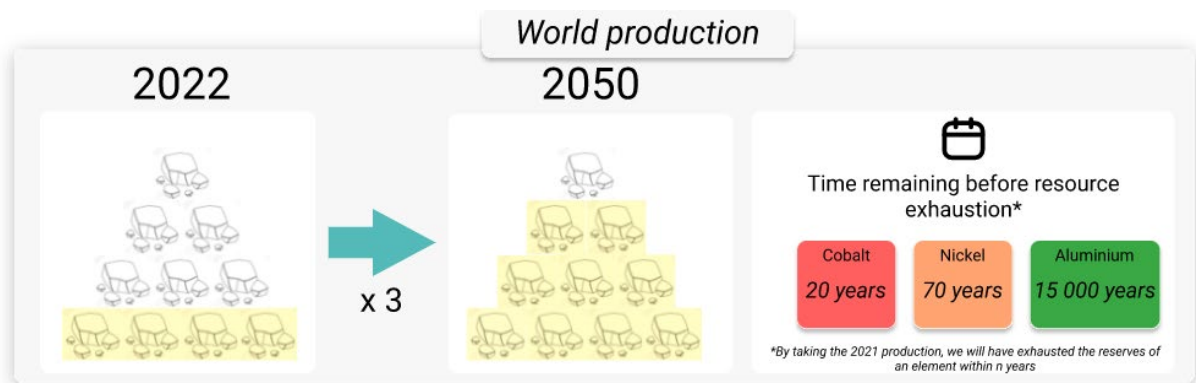 World production
2022
2050
x 3
Time remaining before resource
exhaustion*
Cobalt
20 years
Nickel
70 years
Aluminium
15 000 years
*By taking the 2021 production, we will have exhausted the reserves of
an element within n years